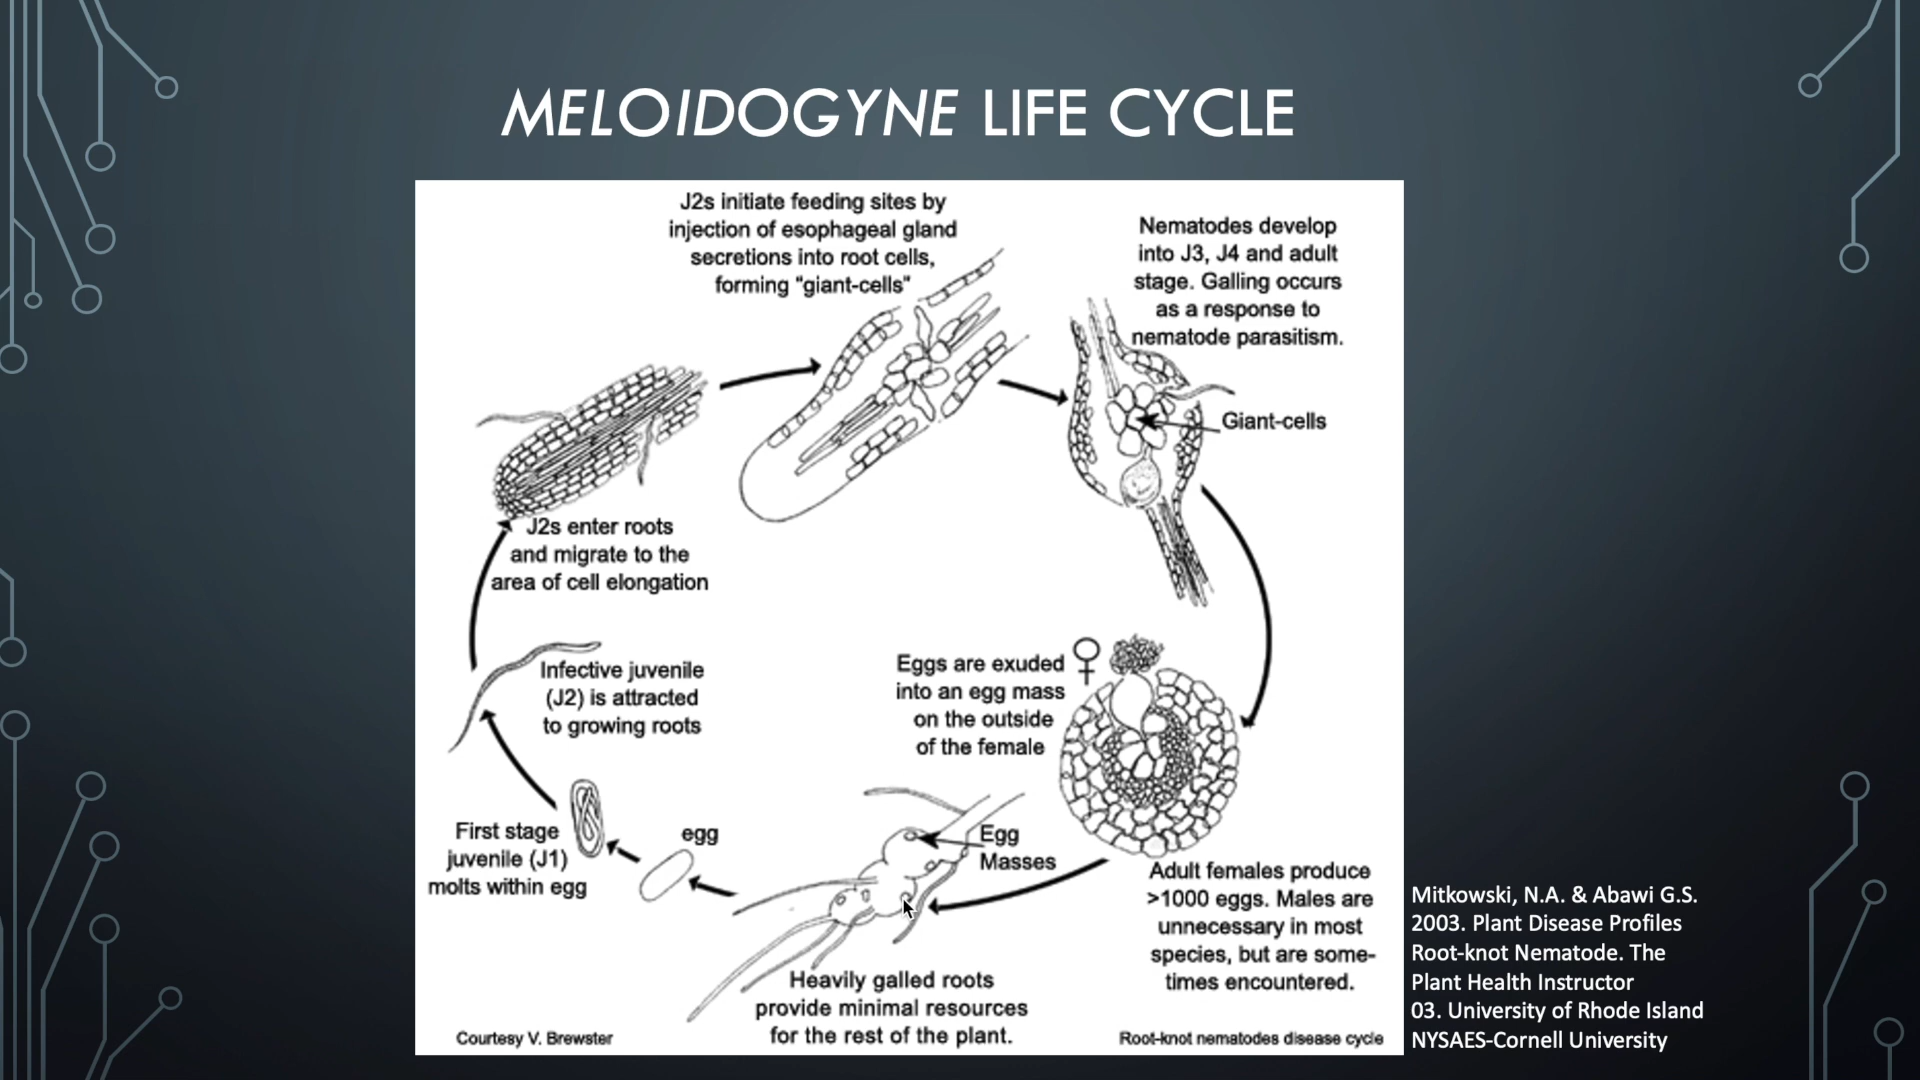 MELOIDOGYNE LIFE CYCLE
J2s initiate feeding sites by
injection of esophageal gland
secretions into root cells,
forming "giant-cells"
Nematodes develop
into J3, J4 and adult
stage. Galling occurs
as a response to
nematode parasitism.
Giant-cells
J2s enter roots
and migrate to the
area of cell elongation
Infective juvenile
(J2) is attracted
to growing roots
Eggs are exuded
into an egg mass
on the outside
of the female
First stage
juvenile (J1)
molts within egg
egg
Egg
Masses
Adult females produce
>1000 eggs. Males are
unnecessary in most
species, but are some-
times encountered.
Heavily galled roots
provide minimal resources
for the rest of the plant.
Courtesy V. Brewster
Root-knot nematodes disease cycle
Mitkowski, N.A. & Abawi G.S.
2003. Plant Disease Profiles
Root-knot Nematode. The
Plant Health Instructor
03. University of Rhode Island
NYSAES-Cornell University